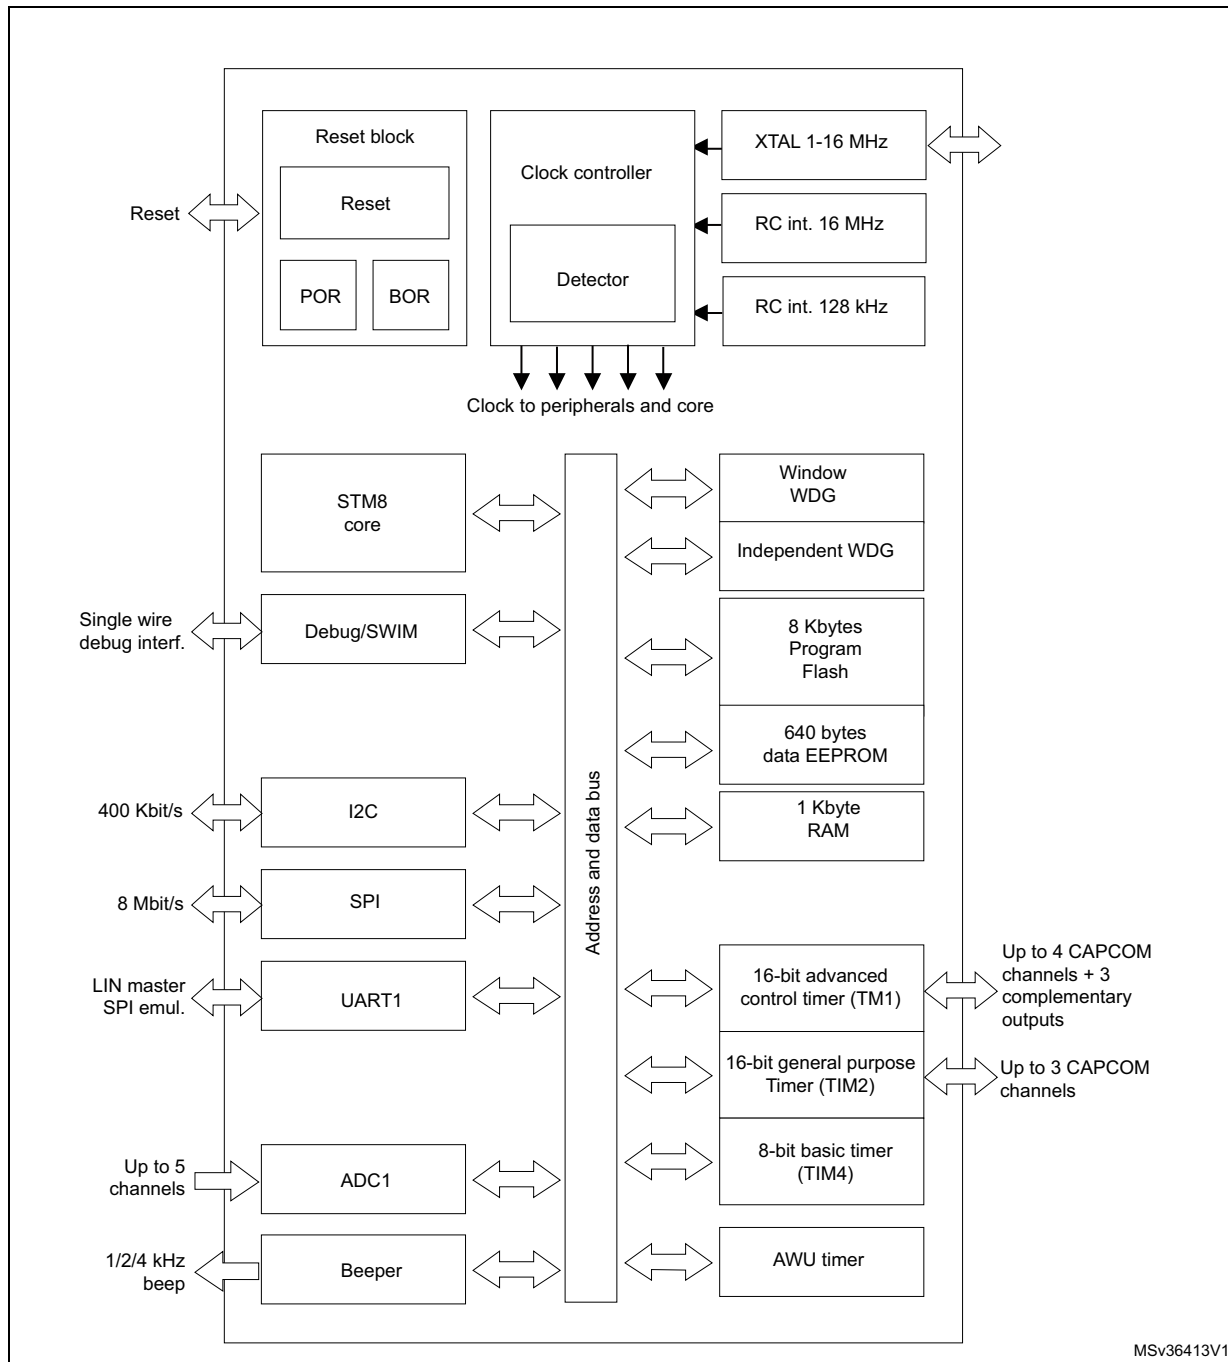 Reset block
Reset
POR
BOR
Reset
Clock controller
Detector
XTAL 1-16 MHz
RC int. 16 MHz
RC int. 128 kHz
Clock to peripherals and core
STM8
core
Single wire
debug interf.
Debug/SWIM
400 Kbit/s
I2C
8 Mbit/s
SPI
LIN master
SPI emul.
UART1
Up to 5
channels
ADC1
1/2/4 kHz
beep
Beeper
Address and data bus
Window
WDG
Independent WDG
8 Kbytes
Program
Flash
640 bytes
data EEPROM
1 Kbyte
RAM
16-bit advanced
control timer (TM1)
Up to 4 CAPCOM
channels + 3
complementary
outputs
16-bit general purpose
Timer (TIM2)
Up to 3 CAPCOM
channels
8-bit basic timer
(TIM4)
AWU timer
MSv36413V1